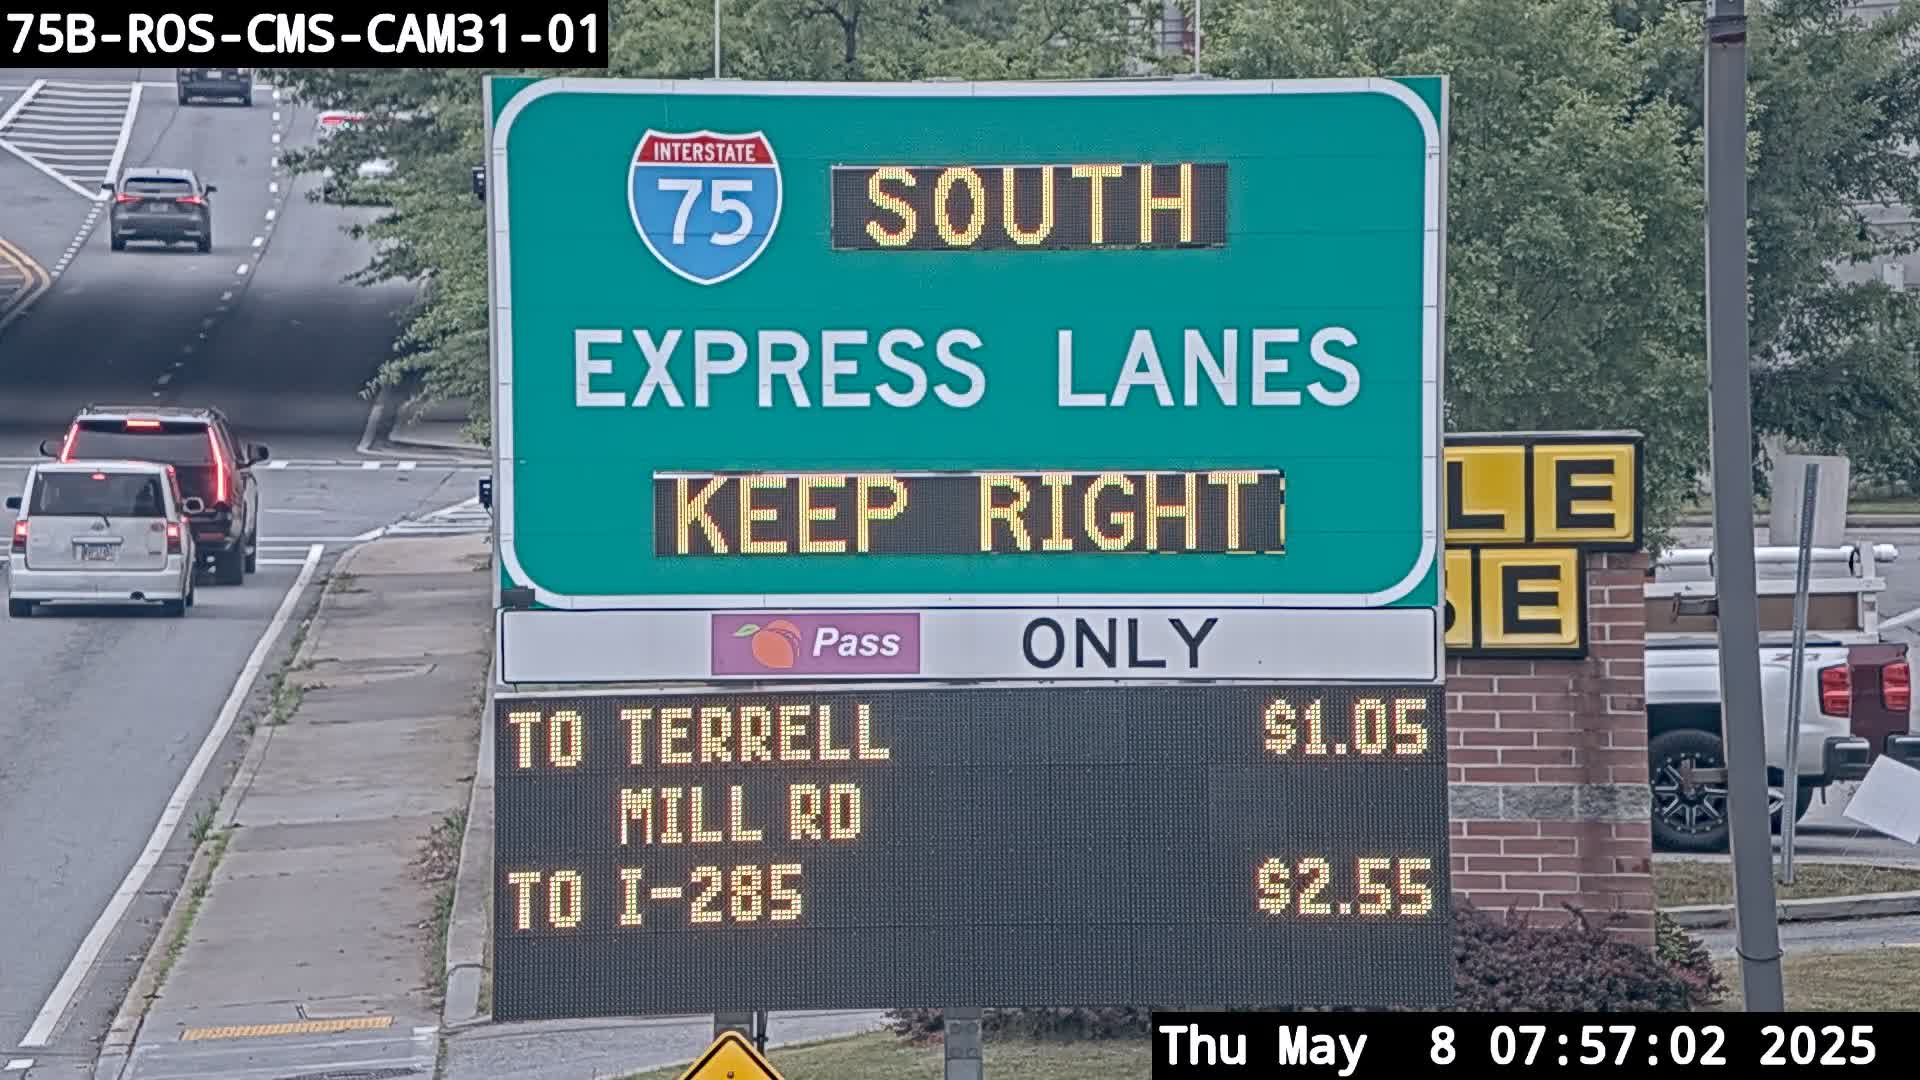 75B-ROS-CMS-CAM31-01
INTERSTATE
75
SOUTH
EXPRESS LANES
KEEP RIGHT
Pass ONLY
TO TERRELL $1.05
MILL RD
TO I-285 $2.55
LE
E
Thu May 8 07:57:02 2025